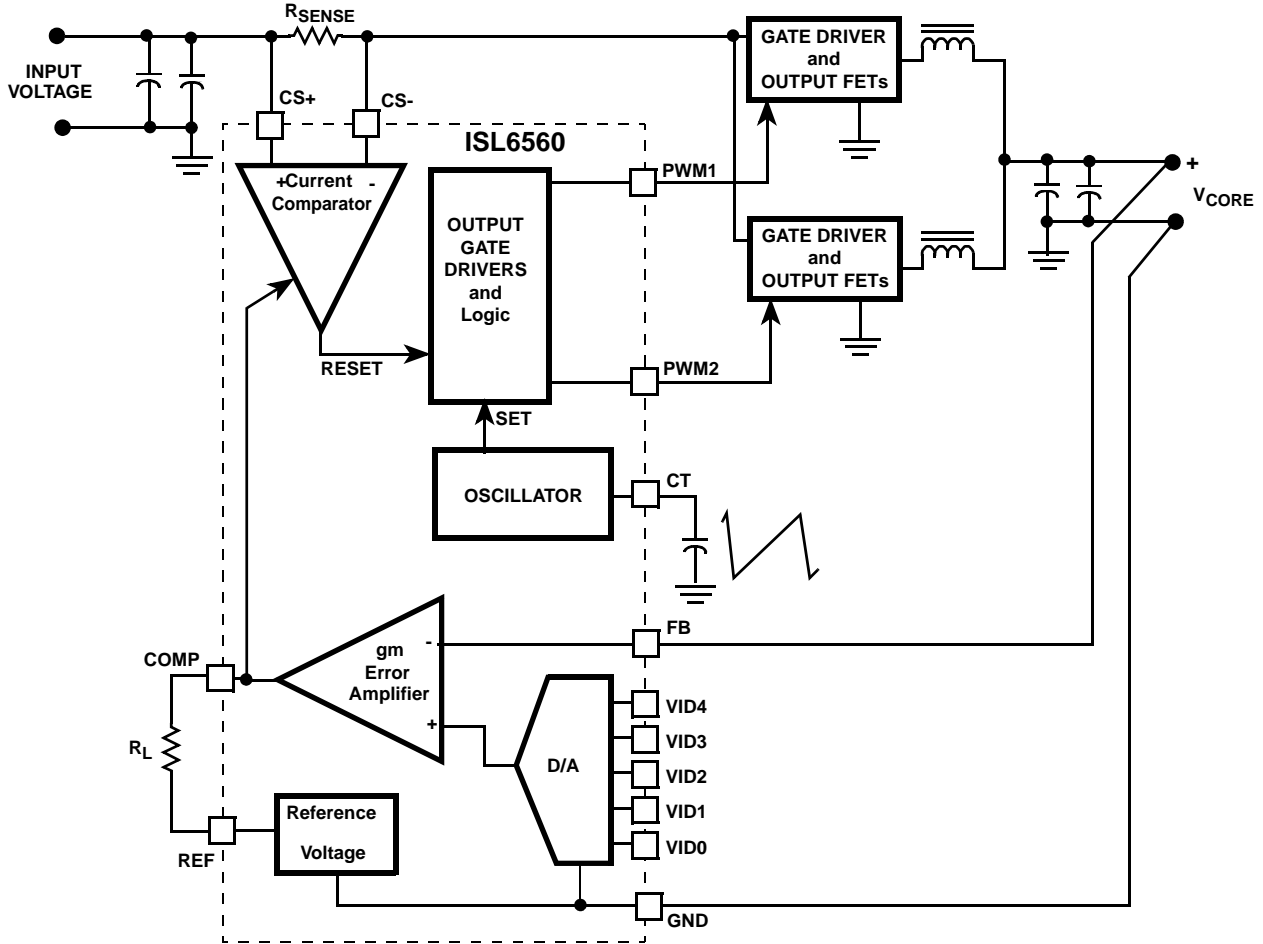 RSENSE
INPUT
VOLTAGE
CS+
CS-
ISL6560
+Current -
Comparator
OUTPUT
GATE
DRIVERS
and
Logic
RESET
SET
OSCILLATOR
PWM1
PWM2
CT
GATE DRIVER
and
OUTPUT FETs
GATE DRIVER
and
OUTPUT FETs
+
VCORE
COMP
gm
Error
Amplifier
-
+
FB
RL
D/A
VID4
VID3
VID2
VID1
VID0
Reference
Voltage
REF
GND